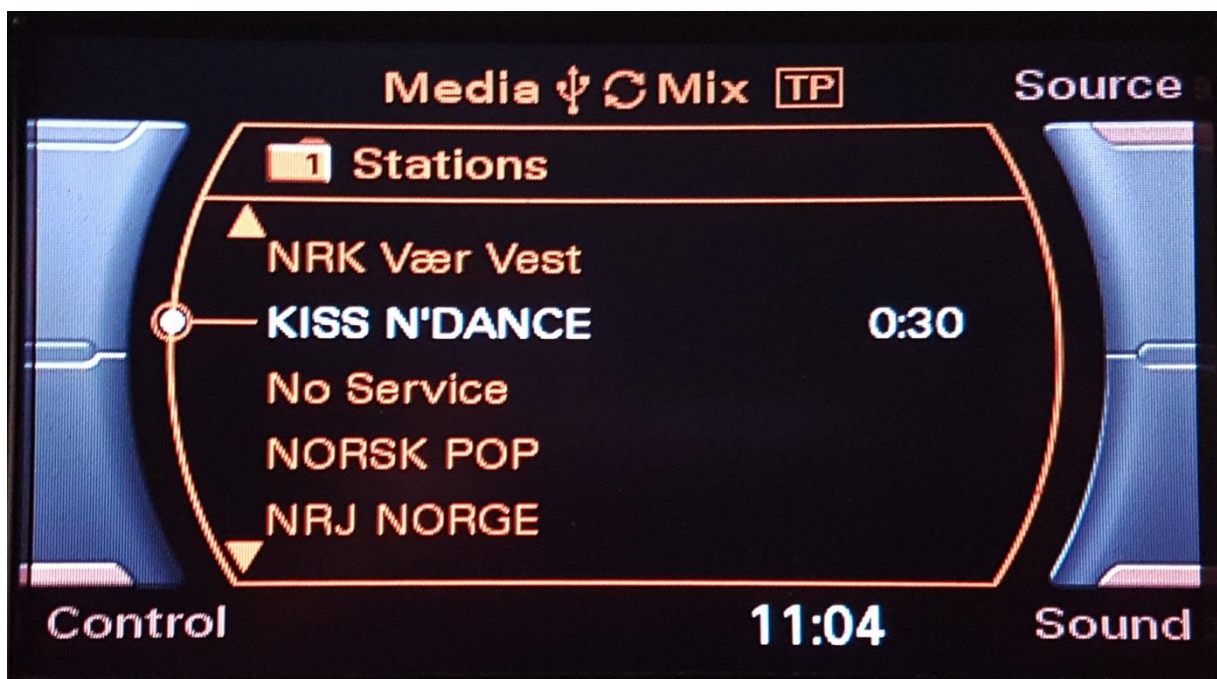 Media Mix TP
Source
1 Stations
NRK Vær Vest
KISS N'DANCE 0:30
No Service
NORSK POP
NRJ NORGE
Control
11:04
Sound